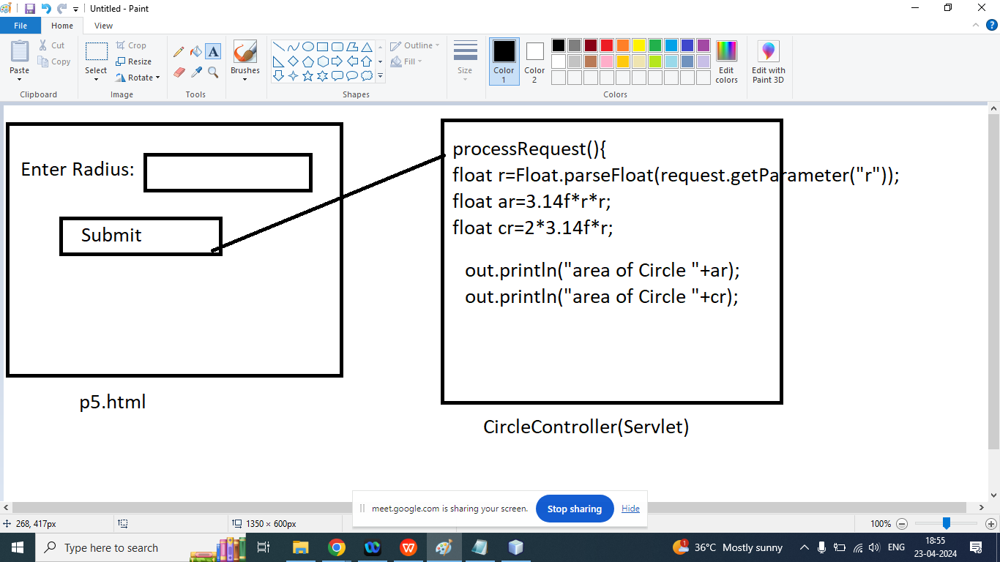 Untitled - Paint
File Home View
Paste Cut Copy
Clipboard
Select Crop Resize Rotate
Image
A
Tools
Brushes
Outline Fill
Shapes
Size
Color 1 Color 2 Edit colors
Colors
Edit with Paint 3D
Enter Radius:
Submit
p5.html
processRequest(){
float r=Float.parseFloat(request.getParameter("r"));
float ar=3.14f*r*r;
float cr=2*3.14f*r;
out.println("area of Circle "+ar);
out.println("area of Circle "+cr);
CircleController(Servlet)
meet.google.com is sharing your screen. Stop sharing Hide
268, 417px 1350 × 600px 100%
Type here to search 36°C Mostly sunny ENG 18:55
23-04-2024